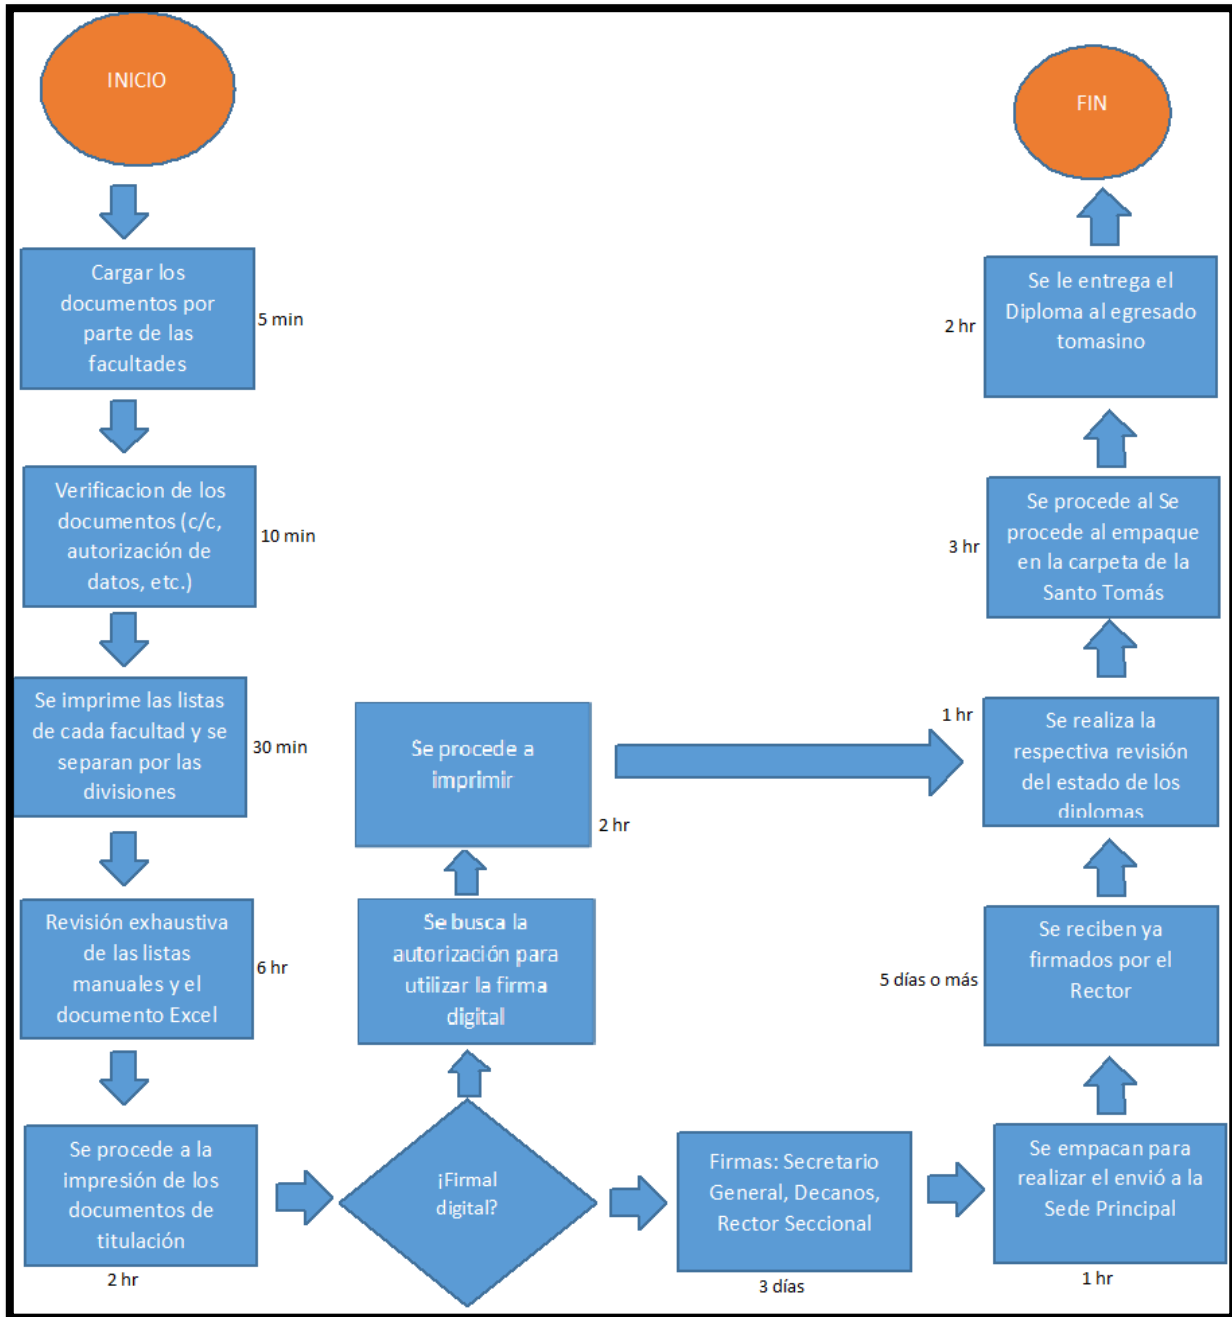 INICIO
Cargar los
documentos por
parte de las
facultades
5 min
Verificacion de los
documentos (c/c,
autorización de
datos, etc.)
10 min
Se imprime las listas
de cada facultad y se
separan por las
divisiones
30 min
Revisión exhaustiva
de las listas
manuales y el
documento Excel
6 hr
Se procede a la
impresión de los
documentos de
titulación
2 hr
¡Firmal
digital?
Se busca la
autorización para
utilizar la firma
digital
Se procede a
imprimir
2 hr
Firmas: Secretario
General, Decanos,
Rector Seccional
3 días
Se empacan para
realizar el envió a la
Sede Principal
1 hr
Se reciben ya
firmados por el
Rector
5 días o más
Se realiza la
respectiva revisión
del estado de los
diplomas
1 hr
Se procede al Se
procede al empaque
en la carpeta de la
Santo Tomás
3 hr
Se le entrega el
Diploma al egresado
tomasino
2 hr
FIN